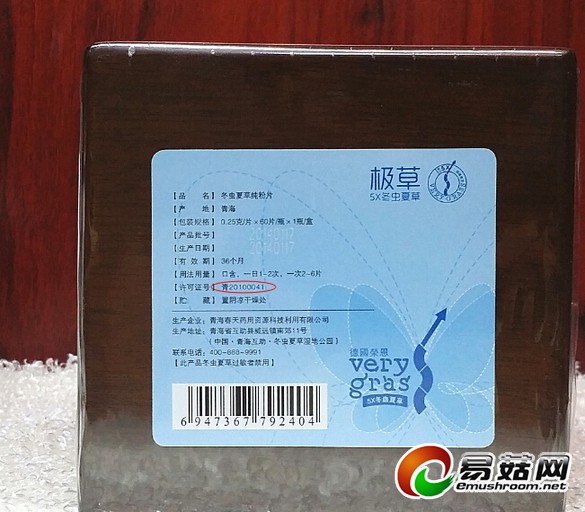 极草
5X冬虫夏草
【品 名】 冬虫夏草纯粉片
【产 地】 青海
【包装规格】 0.25克/片×60片/瓶×1瓶/盒
【产品批号】
【生产日期】
【有 效 期】 36个月
【用法用量】 口含，一日1-2次，一次2-6片
【许可证号】 青20100041
【贮 藏】 置阴凉干燥处
生产企业：青海春天药用资源科技利用有限公司
生产地址：青海省互助县威远镇南郊11号
（中国·青海互助·冬虫夏草湿地公园）
联系电话：400-888-9991
【此产品冬虫夏草过敏者禁用】
德國榮恩
very
gras
5X冬蟲夏草
6 947367 792404
易菇网
emushroom.net